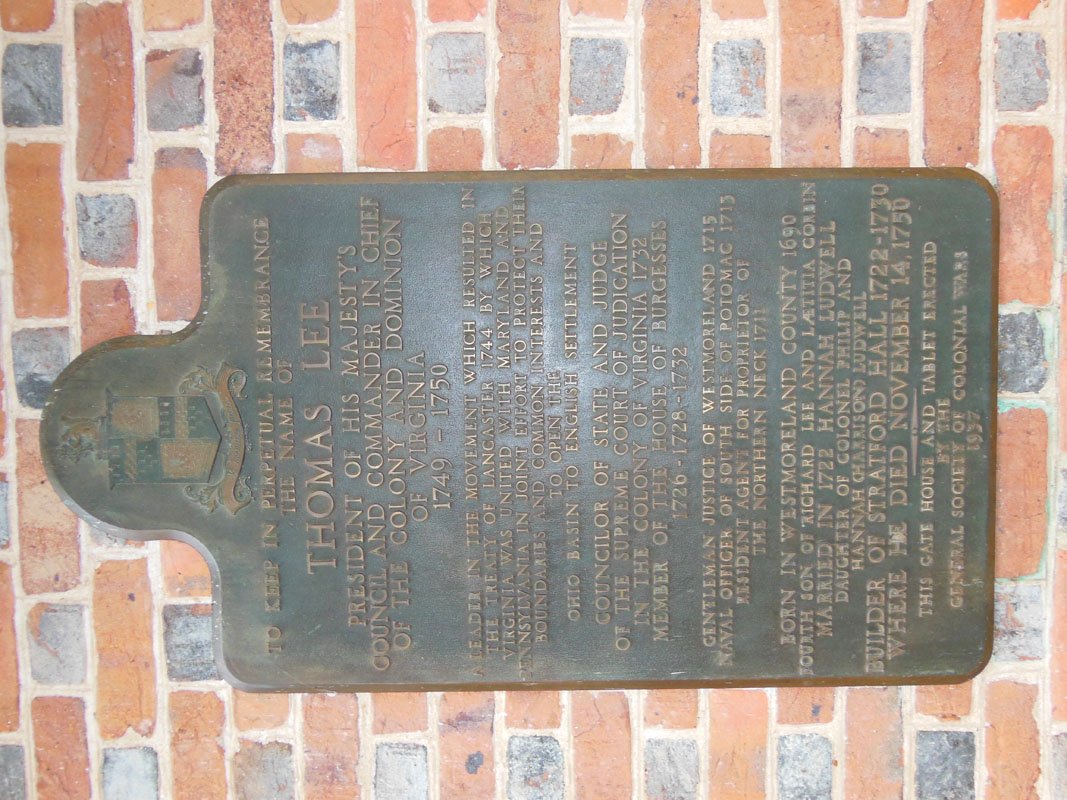 TO KEEP IN PERPETUAL REMEMBRANCE
THE NAME OF
THOMAS LEE
PRESIDENT OF HIS MAJESTY'S
COUNCIL AND COMMANDER IN CHIEF
OF THE COLONY AND DOMINION
OF VIRGINIA
1749 – 1750
A LEADER IN THE MOVEMENT WHICH RESULTED IN
THE TREATY OF LANCASTER 1744 BY WHICH
VIRGINIA WAS UNITED WITH MARYLAND AND
PENNSYLVANIA IN JOINT EFFORT TO PROTECT THEIR
BOUNDARIES AND COMMON INTERESTS AND
TO OPEN THE
OHIO BASIN TO ENGLISH SETTLEMENT
COUNCILOR OF STATE AND JUDGE
OF THE SUPREME COURT OF JUDICATION
IN THE COLONY OF VIRGINIA 1732
MEMBER OF THE HOUSE OF BURGESSES
1726 - 1728 - 1732
GENTLEMAN JUSTICE OF WESTMORELAND 1715
NAVAL OFFICER OF SOUTH SIDE OF POTOMAC 1713
RESIDENT AGENT FOR PROPRIETOR OF
THE NORTHERN NECK 1711
BORN IN WESTMORELAND COUNTY 1690
FOURTH SON OF RICHARD LEE AND LÆTITIA CORBIN
MARRIED IN 1722 HANNAH LUDWELL
DAUGHTER OF COLONEL PHILIP AND
HANNAH (HARRISON) LUDWELL
BUILDER OF STRATFORD HALL 1722-1730
WHERE HE DIED NOVEMBER 14, 1750
THIS GATE HOUSE AND TABLET ERECTED
BY THE
GENERAL SOCIETY OF COLONIAL WARS
1937